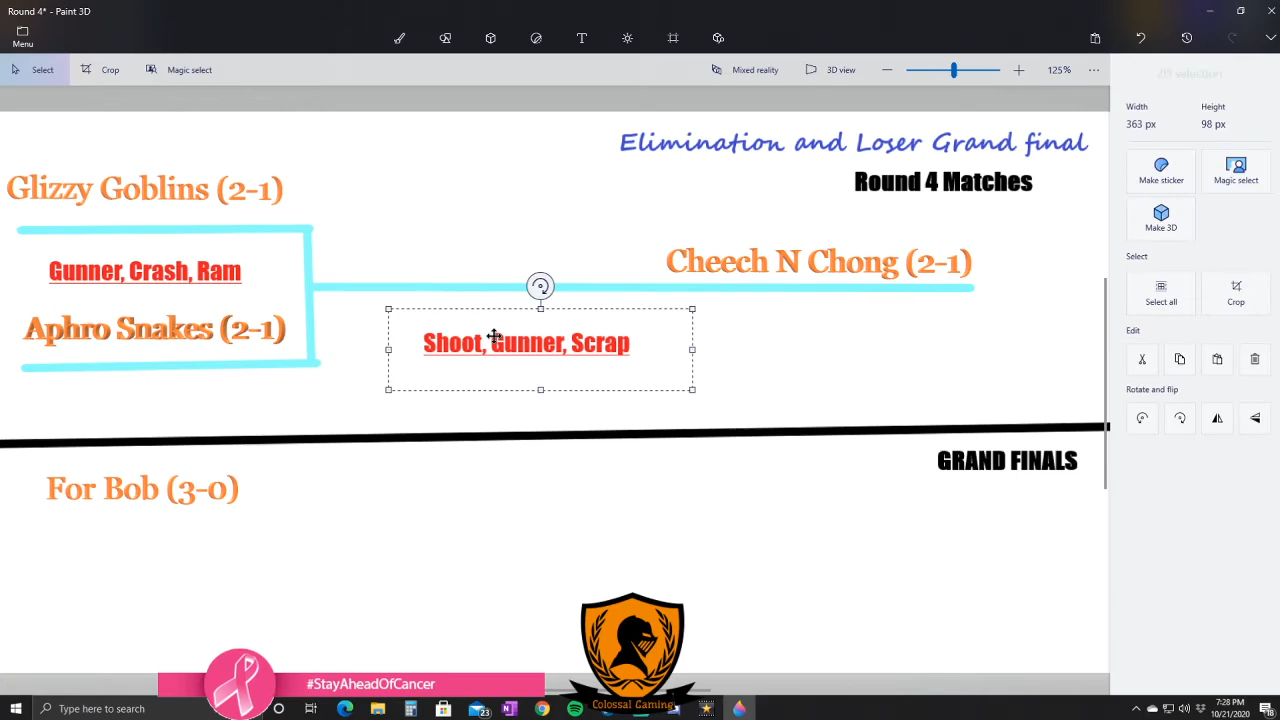 Round 4* - Paint 3D
Menu
Select
Crop
Magic select
Mixed reality
3D view
125%
2D selection
Width
Height
363 px
98 px
Make sticker
Magic select
Make 3D
Select
Select all
Crop
Edit
Rotate and flip
Elimination and Loser Grand final
Round 4 Matches
Glizzy Goblins (2-1)
Gunner, Crash, Ram
Aphro Snakes (2-1)
Cheech N Chong (2-1)
Shoot, Gunner, Scrap
GRAND FINALS
For Bob (3-0)
#StayAheadOfCancer
Colossal Gaming
Type here to search
23
7:28 PM
10/21/2020
18